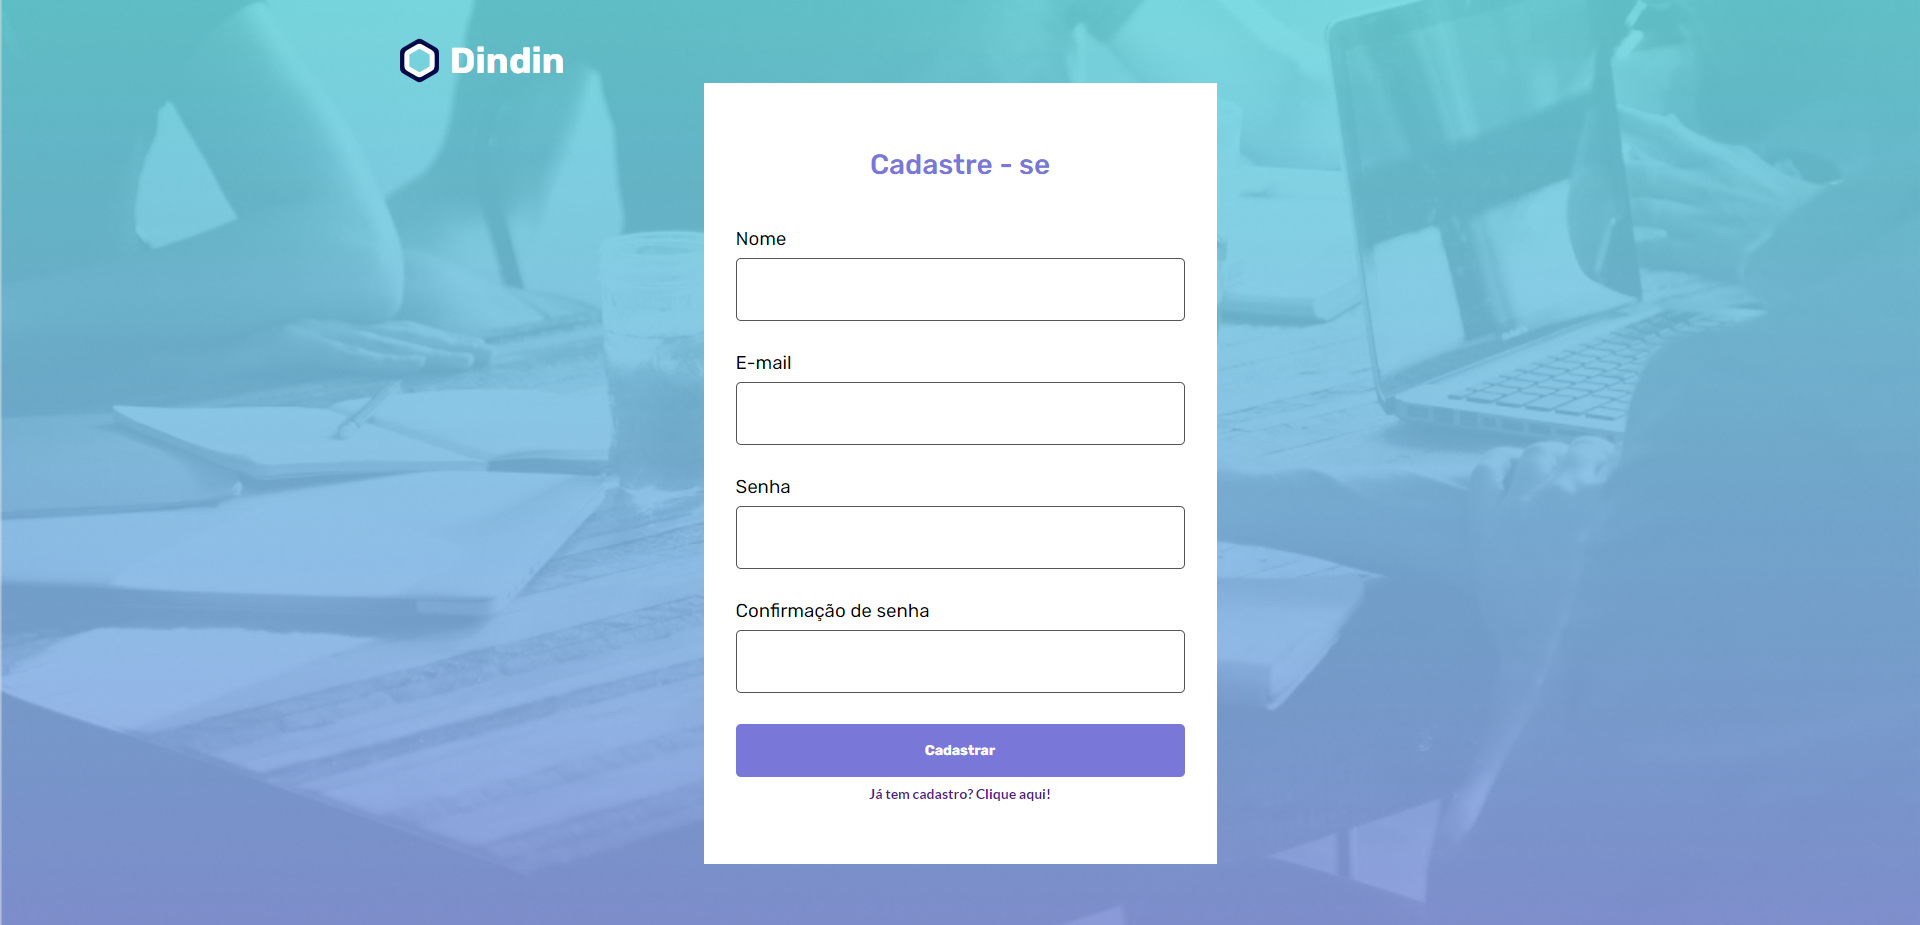 Dindin
Cadastre - se
Nome
E-mail
Senha
Confirmação de senha
Cadastrar
Já tem cadastro? Clique aqui!